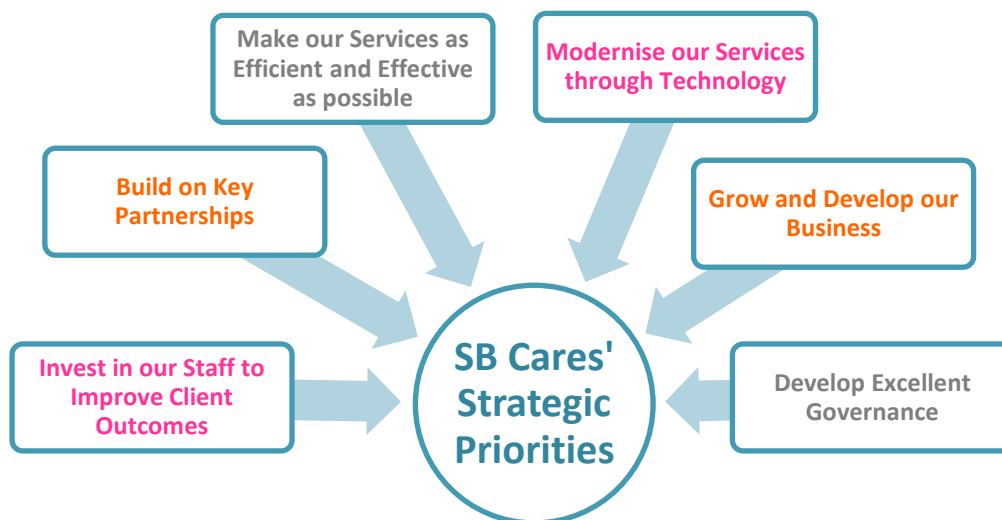 Make our Services as
Efficient and Effective
as possible
Modernise our Services
through Technology
Build on Key
Partnerships
Grow and Develop our
Business
Invest in our Staff to
Improve Client
Outcomes
SB Cares'
Strategic
Priorities
Develop Excellent
Governance